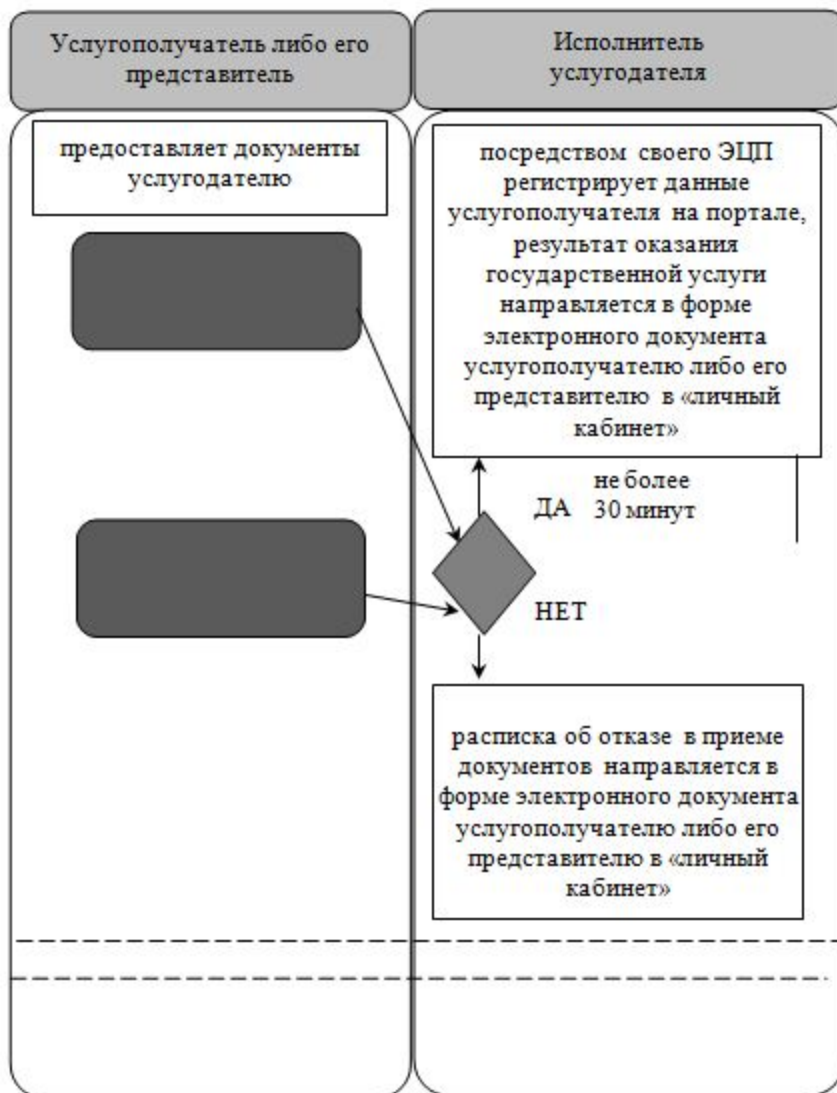 Услугополучатель либо его
представитель
Исполнитель
услугодателя
предоставляет документы
услугодателю
посредством своего ЭЦП
регистрирует данные
услугополучателя на портале,
результат оказания
государственной услуги
направляется в форме
электронного документа
услугополучателю либо его
представителю в «личный
кабинет»
не более
30 минут
ДА
НЕТ
расписка об отказе в приеме
документов направляется в
форме электронного документа
услугополучателю либо его
представителю в «личный
кабинет»